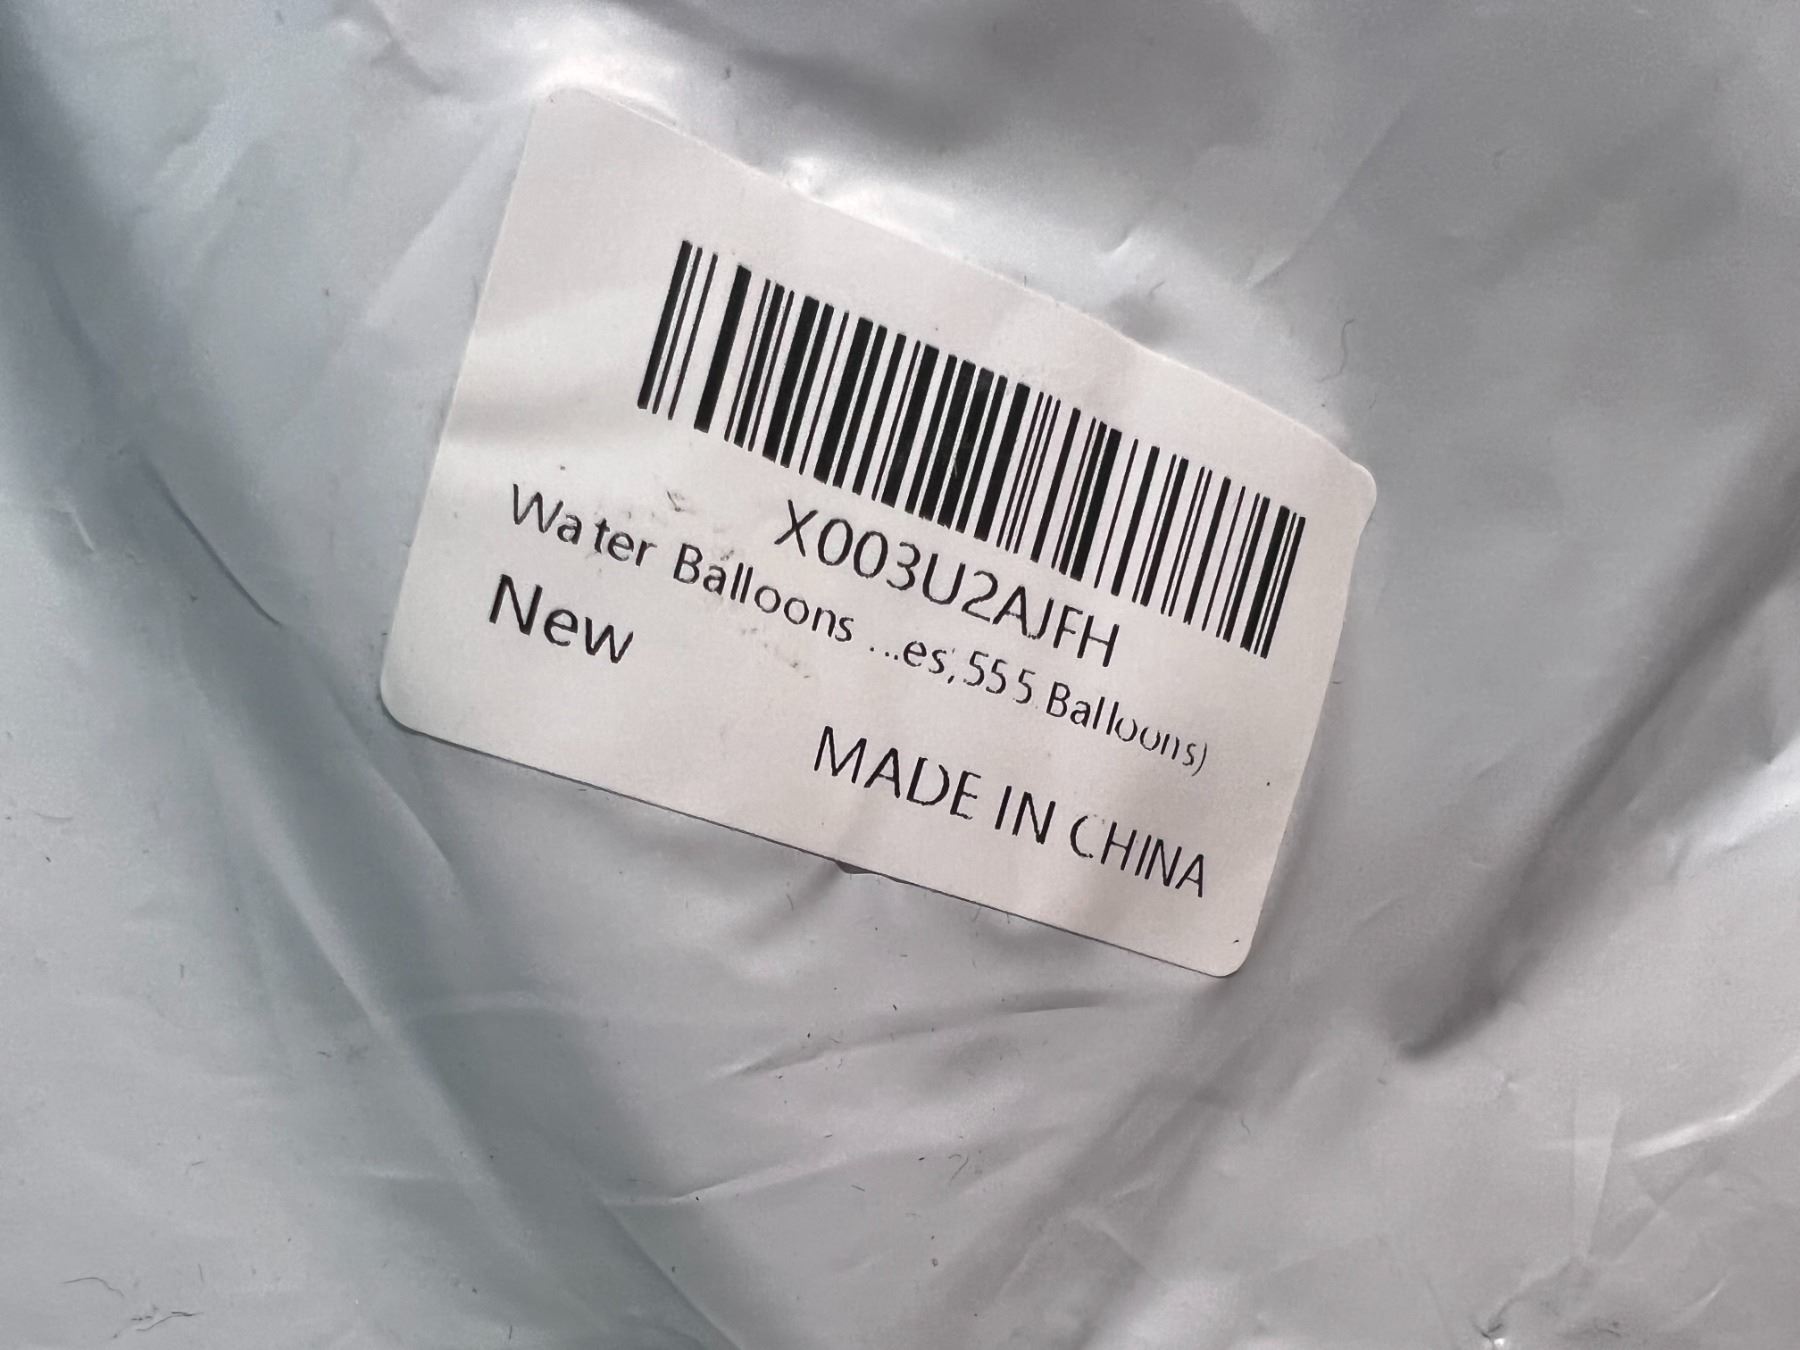 X003U2AJFH
Water Balloons ...es,555 Balloons)
New
MADE IN CHINA